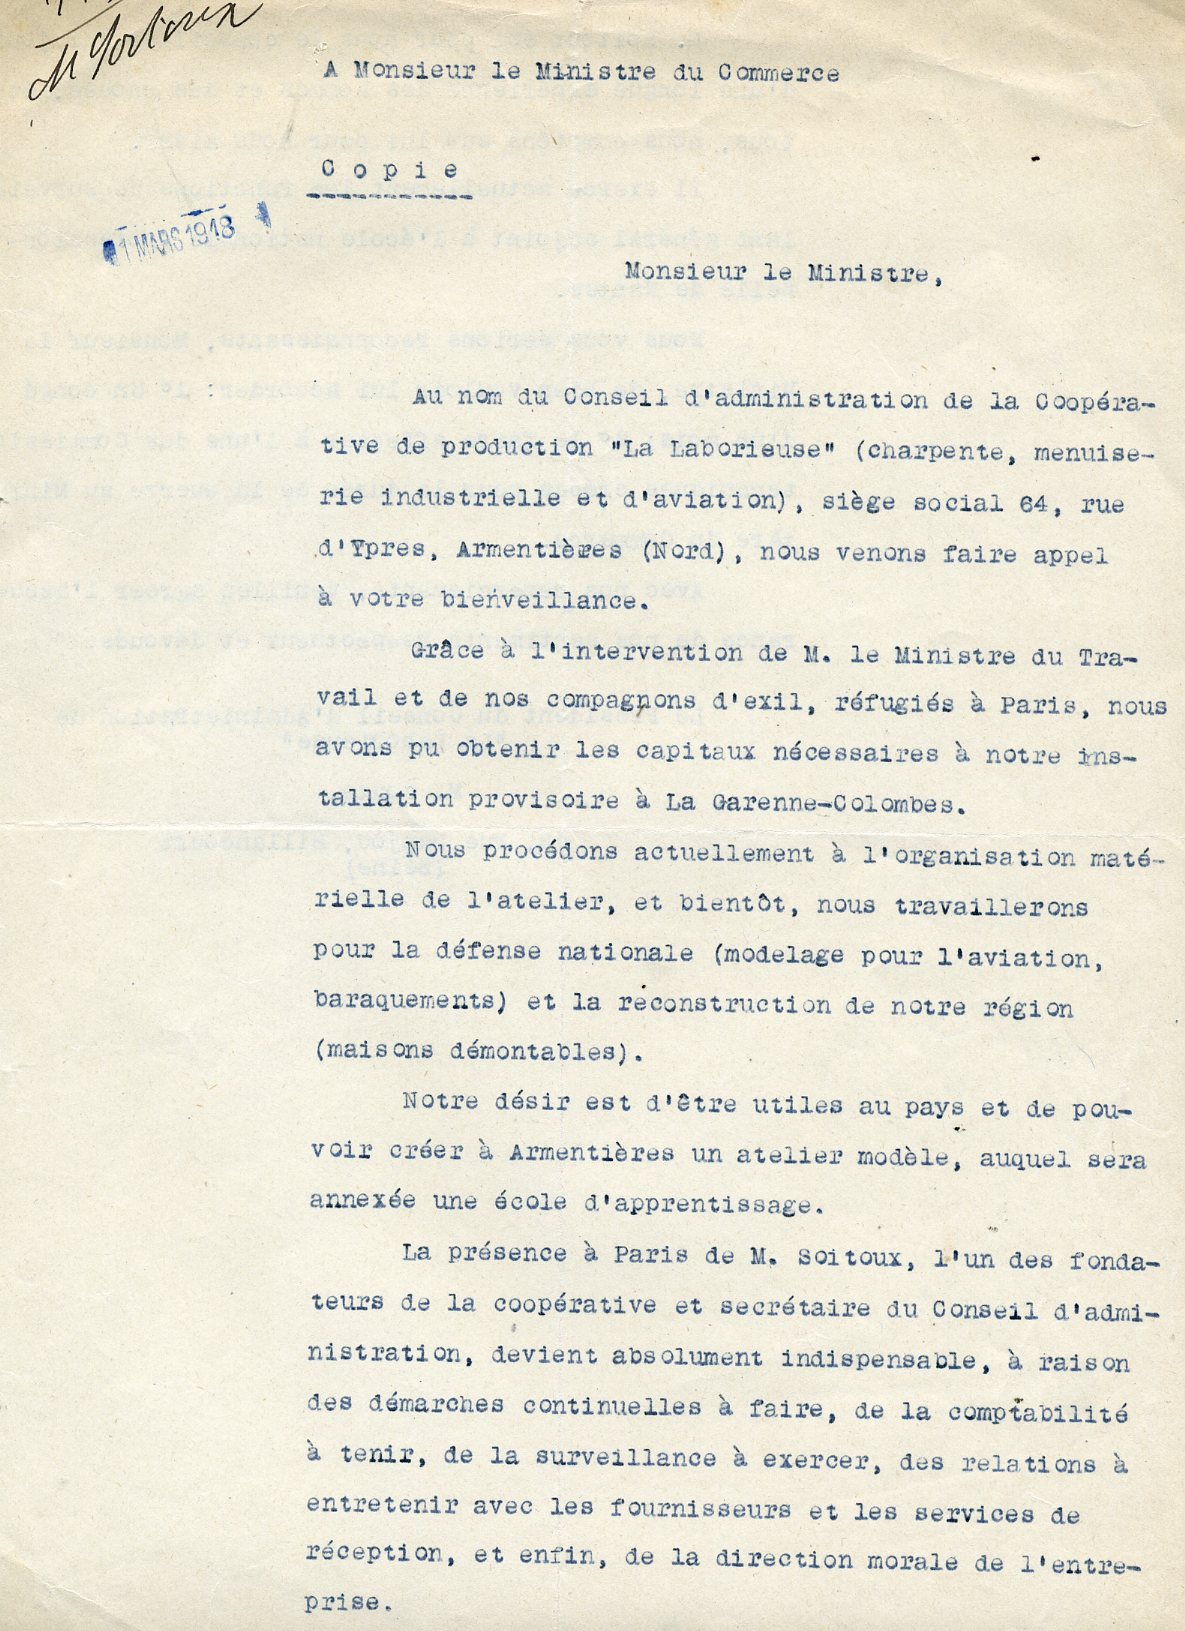 A Monsieur le Ministre du Commerce
Copie
1 MARS 1918
Monsieur le Ministre,
Au nom du Conseil d'administration de la Coopéra-
tive de production "La Laborieuse" (charpente, menuise-
rie industrielle et d'aviation), siège social 64, rue
d'Ypres, Armentières (Nord), nous venons faire appel
à votre bienveillance.
Grâce à l'intervention de M. le Ministre du Tra-
vail et de nos compagnons d'exil, réfugiés à Paris, nous
avons pu obtenir les capitaux nécessaires à notre ins-
tallation provisoire à La Garenne-Colombes.
Nous procédons actuellement à l'organisation maté-
rielle de l'atelier, et bientôt, nous travaillerons
pour la défense nationale (modelage pour l'aviation,
baraquements) et la reconstruction de notre région
(maisons démontables).
Notre désir est d'être utiles au pays et de pou-
voir créer à Armentières un atelier modèle, auquel sera
annexée une école d'apprentissage.
La présence à Paris de M. Soitoux, l'un des fonda-
teurs de la coopérative et secrétaire du Conseil d'admi-
nistration, devient absolument indispensable, à raison
des démarches continuelles à faire, de la comptabilité
à tenir, de la surveillance à exercer, des relations à
entretenir avec les fournisseurs et les services de
réception, et enfin, de la direction morale de l'entre-
prise.